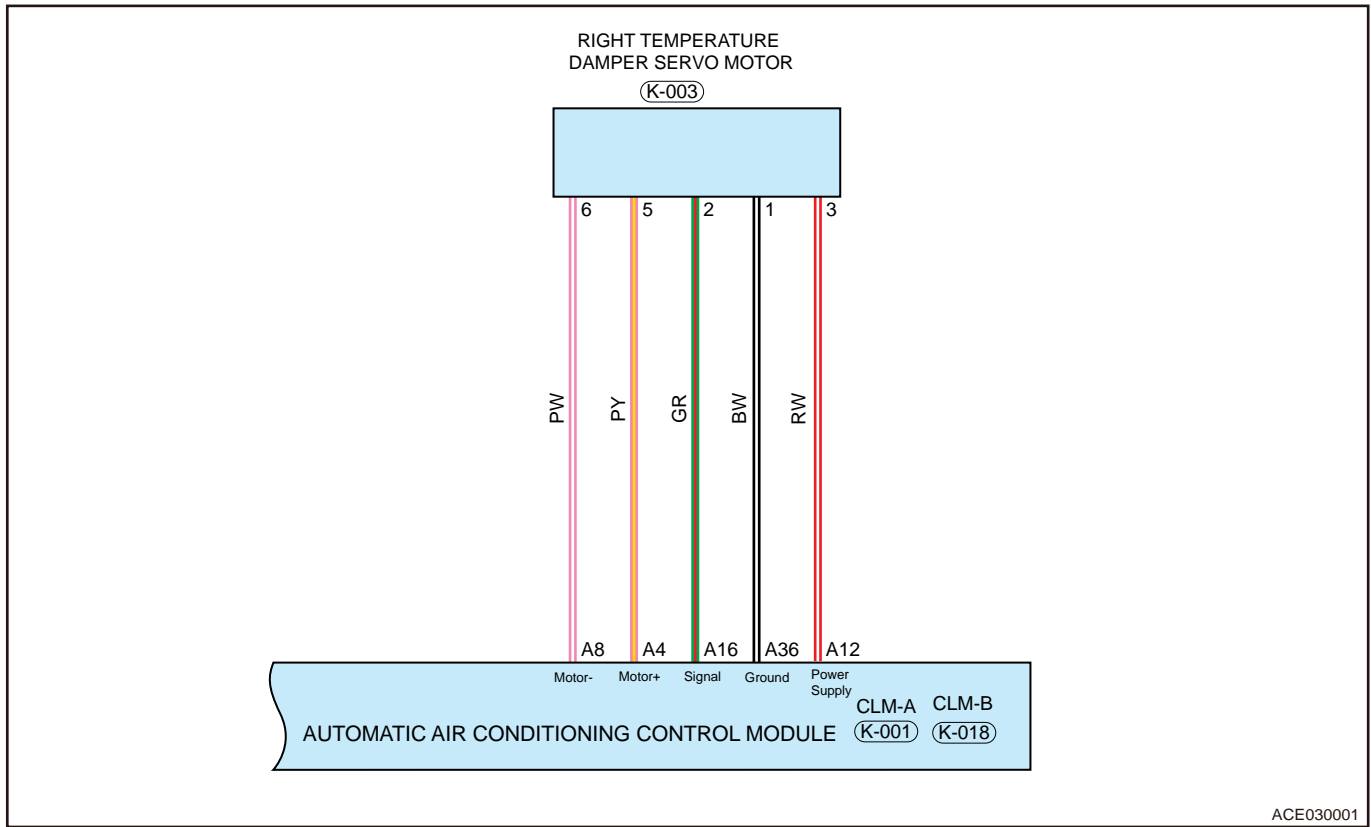 RIGHT TEMPERATURE
DAMPER SERVO MOTOR
K-003
6 5 2 1 3
PW PY GR BW RW
A8 A4 A16 A36 A12
Motor- Motor+ Signal Ground Power
Supply
CLM-A CLM-B
AUTOMATIC AIR CONDITIONING CONTROL MODULE K-001 K-018
ACE030001